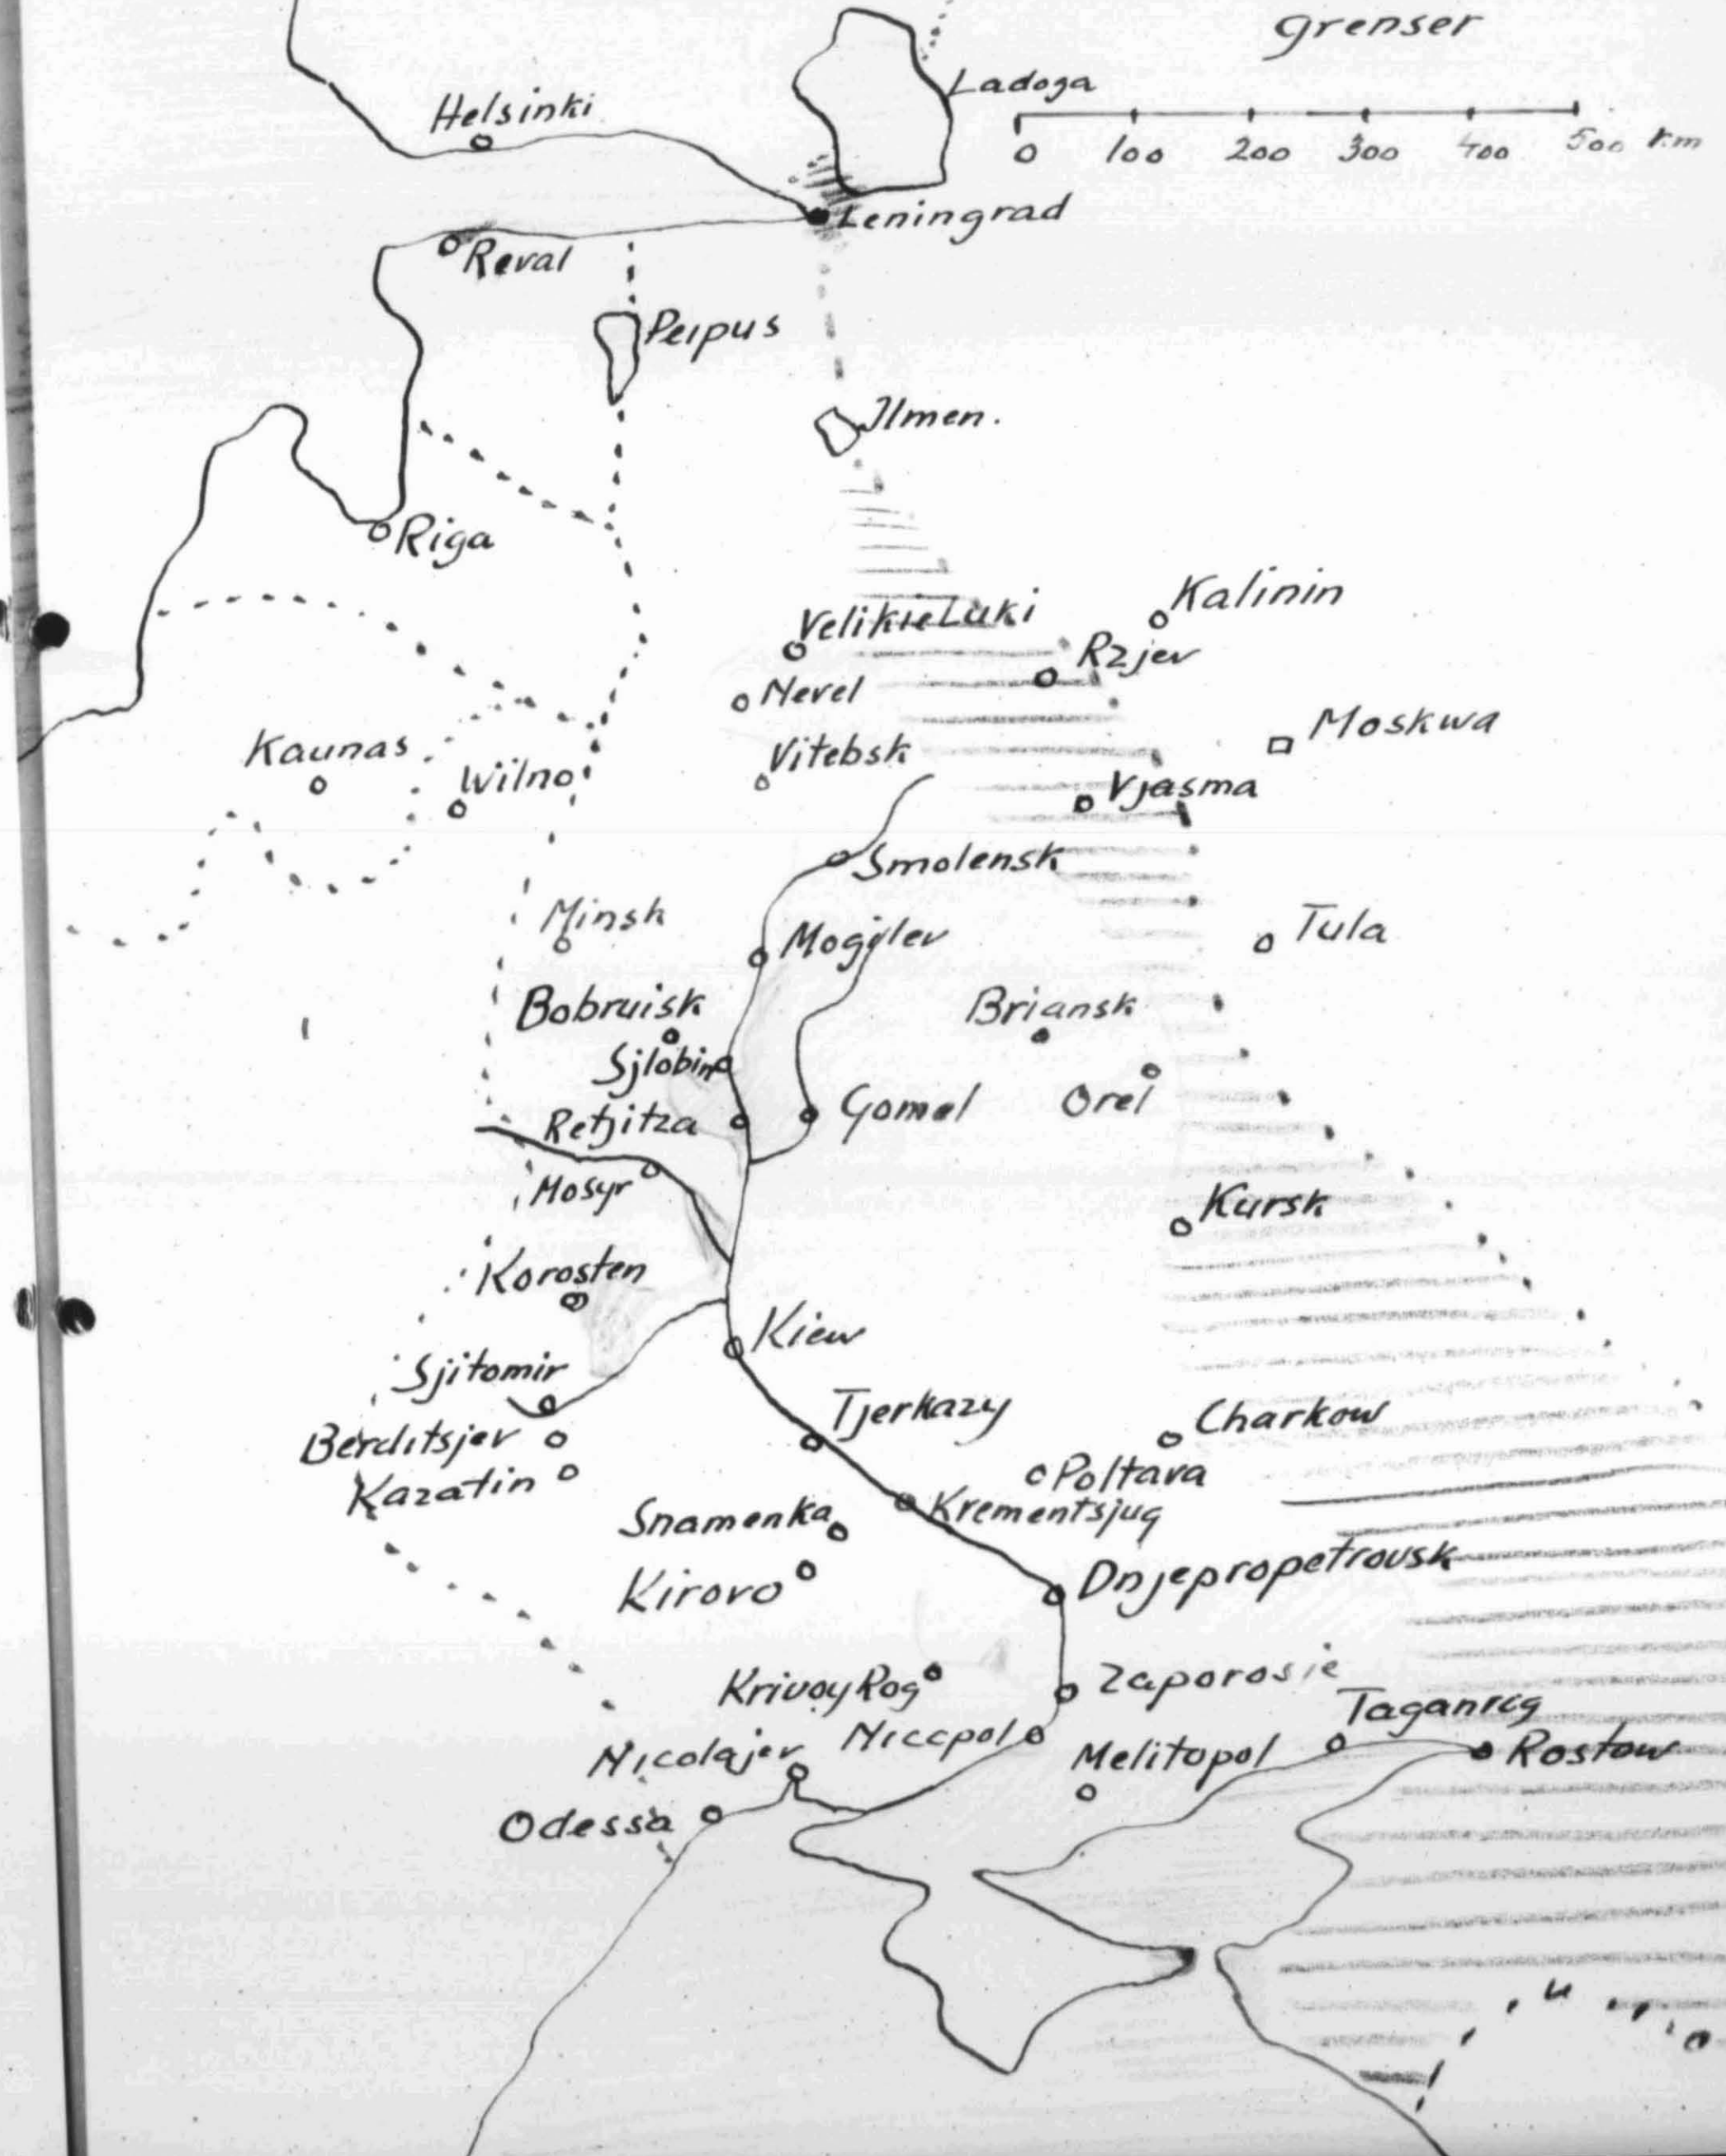 Grenser
Ladoga
0 100 200 300 400 500 km
Helsinki
Leningrad
Reval
Peipus
Ilmen.
Riga
Kalinin
Velikie Luki
Rzjev
Nevel
Moskwa
Kaunas
Wilno
Vitebsk
Vjasma
Smolensk
Minsk
Mogilev
Tula
Bobruisk
Briansk
Sjlobin
Orel
Gomel
Retjitza
Mosyr
Kursk
Korosten
Kiew
Sjitomir
Tjerkazy
Charkow
Berditsjev
Poltava
Kazatin
Krementsjug
Snamenka
Dnjepropetrovsk
Kirovo
Zaporosie
Krivoy Rog
Taganrog
Niccpol
Nicolajev
Melitopol
Rostow
Odessa